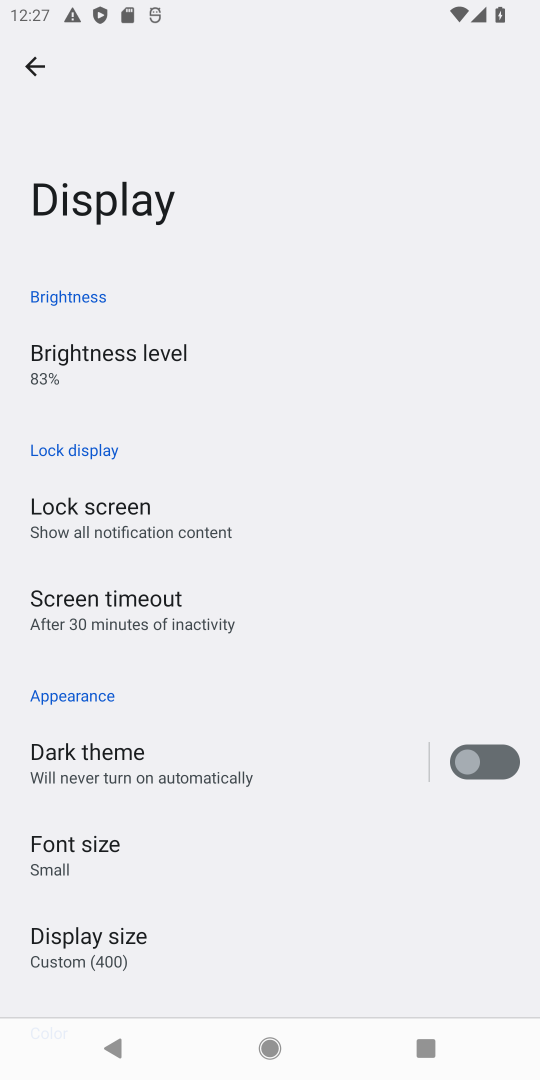 12:27
Display
Brightness
Brightness level
83%
Lock display
Lock screen
Show all notification content
Screen timeout
After 30 minutes of inactivity
Appearance
Dark theme
Will never turn on automatically
Font size
Small
Display size
Custom (400)
Color